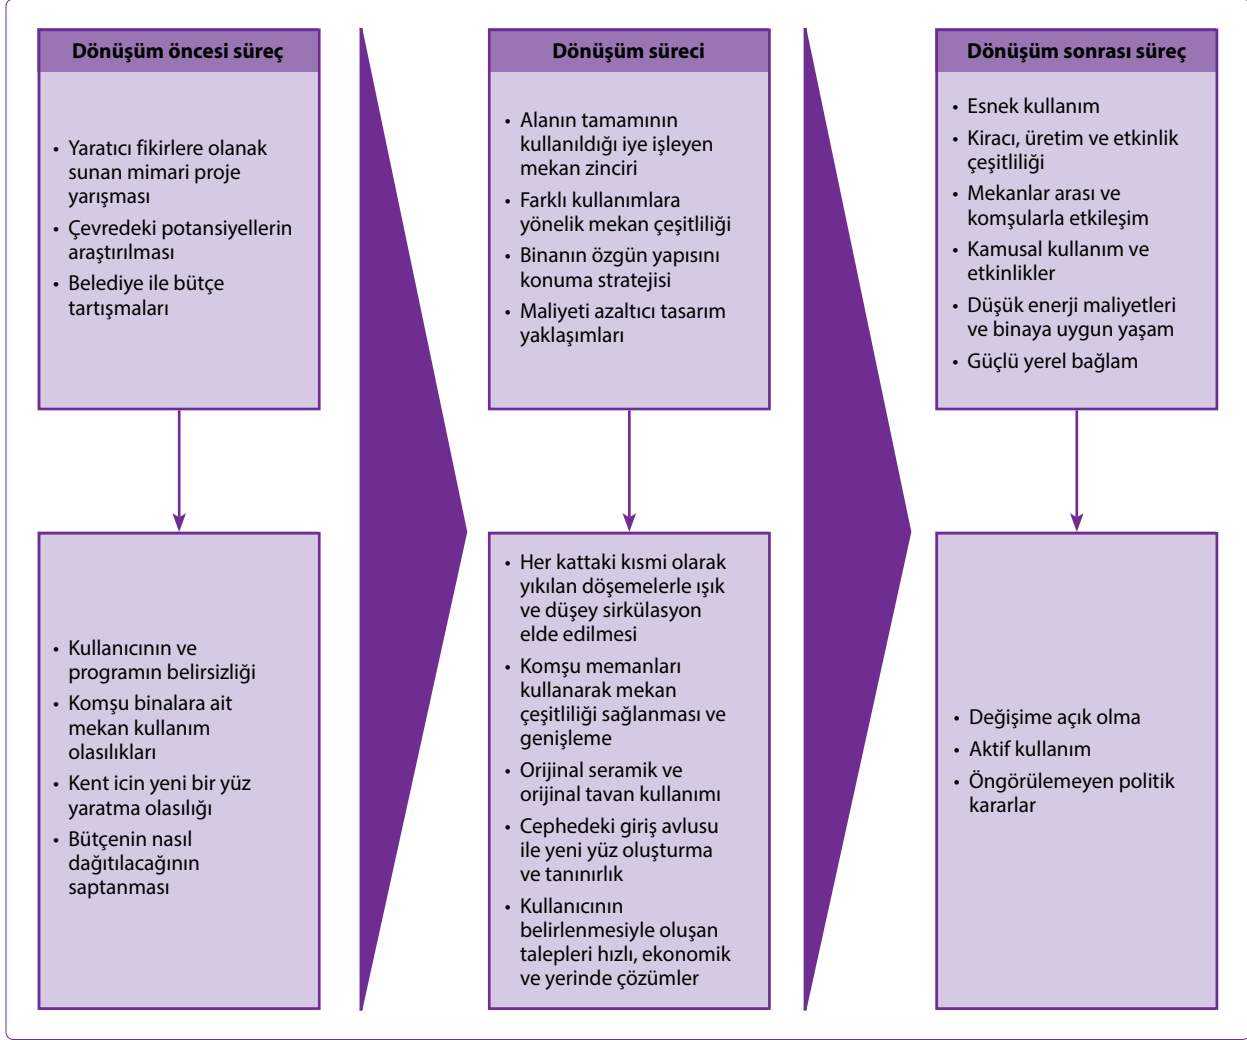 Dönüşüm öncesi süreç
• Yaratıcı fikirlere olanak
sunan mimari proje
yarışması
• Çevredeki potansiyellerin
araştırılması
• Belediye ile bütçe
tartışmaları
• Kullanıcının ve
programın belirsizliği
• Komşu binalara ait
mekan kullanım
olasılıkları
• Kent icin yeni bir yüz
yaratma olasılığı
• Bütçenin nasıl
dağıtılacağının
saptanması
Dönüşüm süreci
• Alanın tamamının
kullanıldığı iye işleyen
mekan zinciri
• Farklı kullanımlara
yönelik mekan çeşitliliği
• Binanın özgün yapısını
konuma stratejisi
• Maliyeti azaltıcı tasarım
yaklaşımları
• Her kattaki kısmi olarak
yıkılan döşemelerle ışık
ve düşey sirkülasyon
elde edilmesi
• Komşu memanları
kullanarak mekan
çeşitliliği sağlanması ve
genişleme
• Orijinal seramik ve
orijinal tavan kullanımı
• Cephedeki giriş avlusu
ile yeni yüz oluşturma
ve tanınırlık
• Kullanıcının
belirlenmesiyle oluşan
talepleri hızlı, ekonomik
ve yerinde çözümler
Dönüşüm sonrası süreç
• Esnek kullanım
• Kiracı, üretim ve etkinlik
çeşitliliği
• Mekanlar arası ve
komşularla etkileşim
• Kamusal kullanım ve
etkinlikler
• Düşük enerji maliyetleri
ve binaya uygun yaşam
• Güçlü yerel bağlam
• Değişime açık olma
• Aktif kullanım
• Öngörülemeyen politik
kararlar